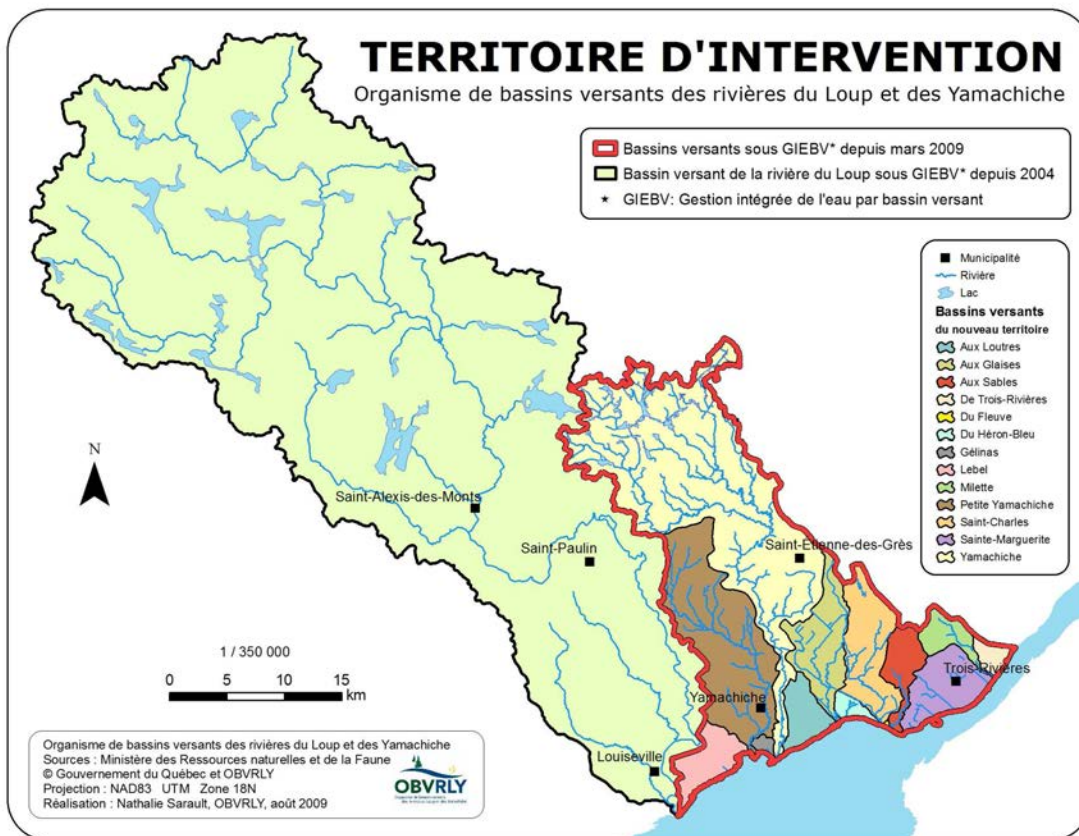 TERRITOIRE D'INTERVENTION
Organisme de bassins versants des rivières du Loup et des Yamachiche
Bassins versants sous GIEBV* depuis mars 2009
Bassin versant de la rivière du Loup sous GIEBV* depuis 2004
* GIEBV: Gestion intégrée de l'eau par bassin versant
Municipalité
Rivière
Lac
Bassins versants
du nouveau territoire
Aux Loutres
Aux Glaises
Aux Sables
De Trois-Rivières
Du Fleuve
Du Héron-Bleu
Gélinas
Lebel
Milette
Petite Yamachiche
Saint-Charles
Sainte-Marguerite
Yamachiche
N
Saint-Alexis-des-Monts
Saint-Paulin
Saint-Etienne-des-Grès
Trois-Rivières
Yamachiche
Louiseville
1 / 350 000
0 5 10 15
km
Organisme de bassins versants des rivières du Loup et des Yamachiche
Sources : Ministère des Ressources naturelles et de la Faune
© Gouvernement du Québec et OBVRLY
Projection : NAD83 UTM Zone 18N
Réalisation : Nathalie Sarault, OBVRLY, août 2009
OBVRLY